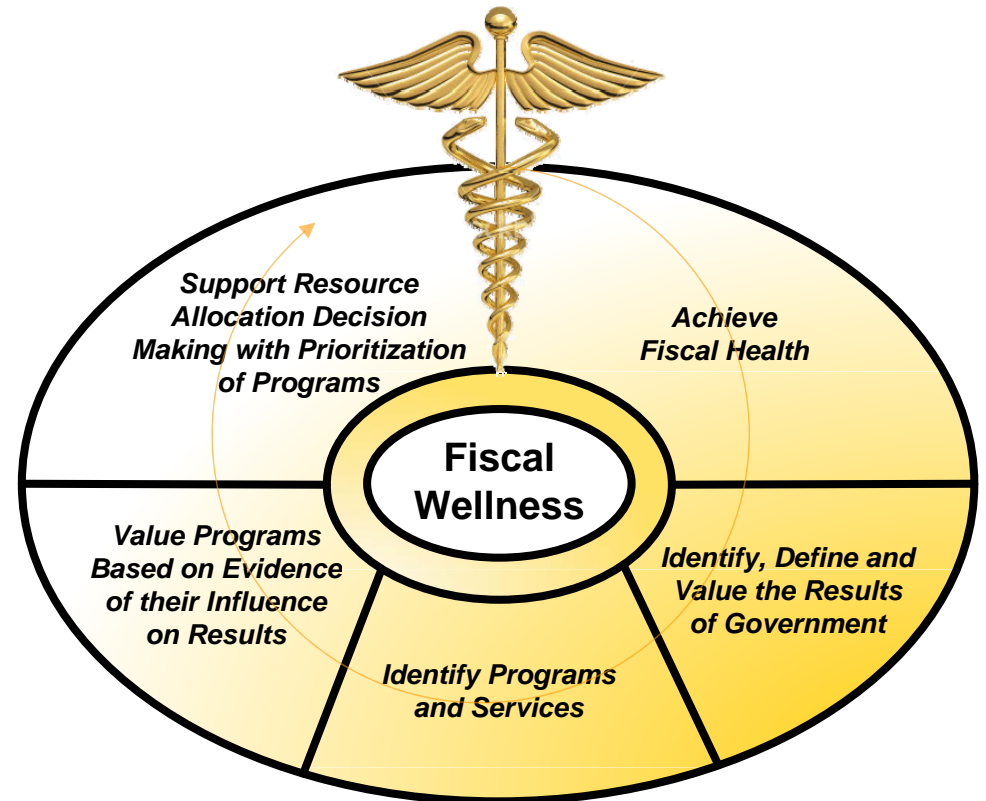 Support Resource
Allocation Decision
Making with Prioritization
of Programs
Achieve
Fiscal Health
Fiscal
Wellness
Value Programs
Based on Evidence
of their Influence
on Results
Identify, Define and
Value the Results
of Government
Identify Programs
and Services